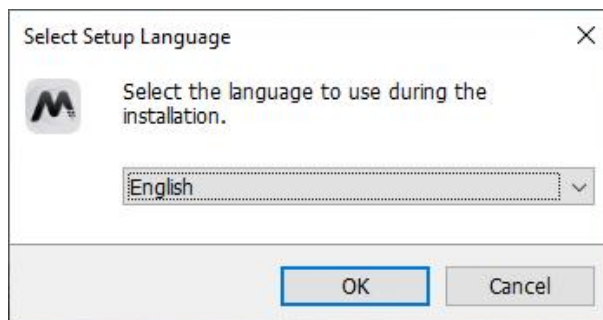 Select Setup Language
Select the language to use during the
installation.
English
OK
Cancel